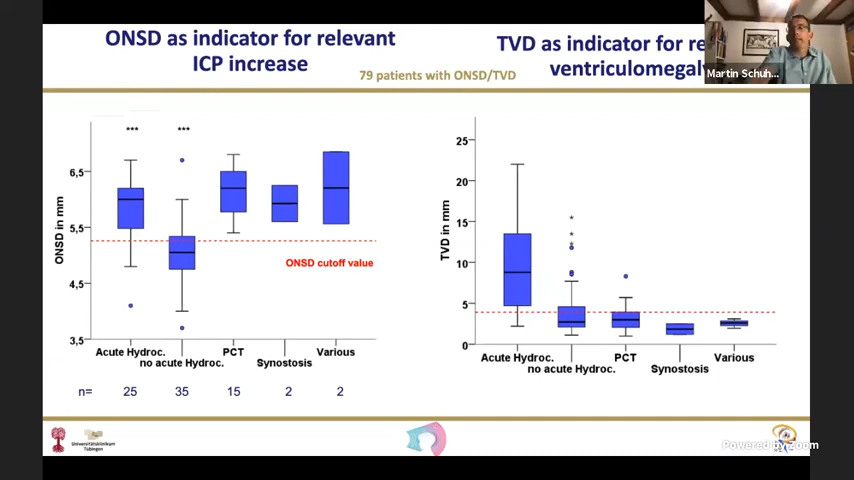 ONSD as indicator for relevant
ICP increase
79 patients with ONSD/TVD
TVD as indicator for re
ventriculomegaly
Martin Schuh...
ONSD in mm
6,5
5,5
4,5
3,5
***
***
ONSD cutoff value
Acute Hydroc.
no acute Hydroc.
PCT
Synostosis
Various
n=
25
35
15
2
2
TVD in mm
25
20
15
10
5
0
Acute Hydroc.
no acute Hydroc.
PCT
Synostosis
Various
Universitätsklinikum
Tübingen
Powered by zoom